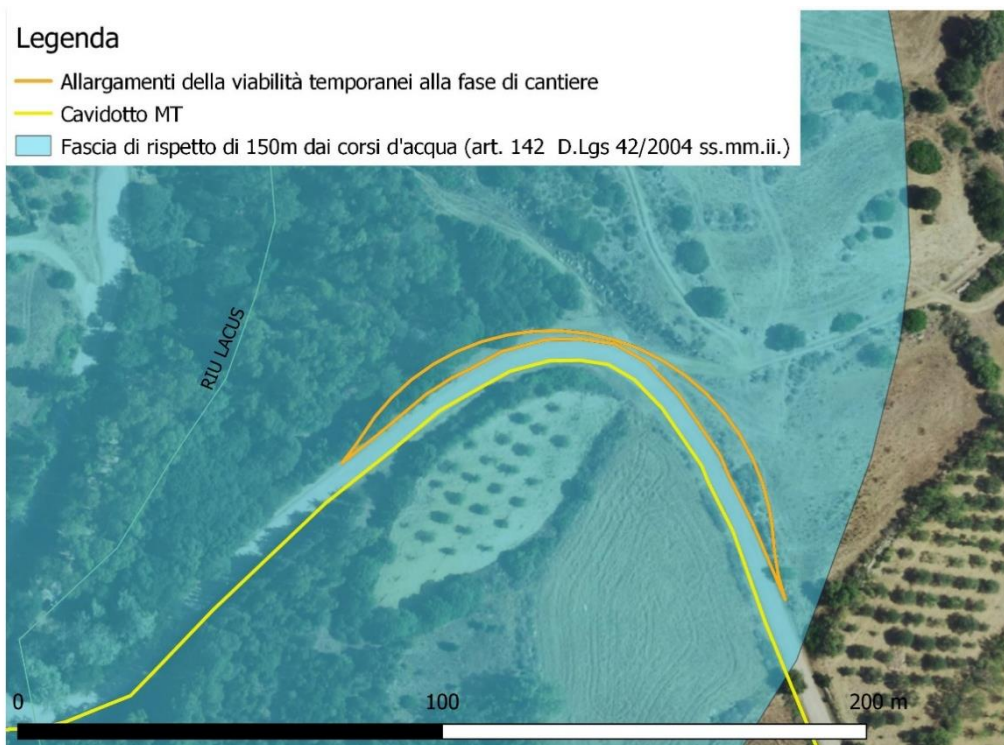 Legenda
Allargamenti della viabilità temporanei alla fase di cantiere
Cavidotto MT
Fascia di rispetto di 150m dai corsi d'acqua (art. 142 D.Lgs 42/2004 ss.mm.ii.)
RIU LACUS
0 100 200 m